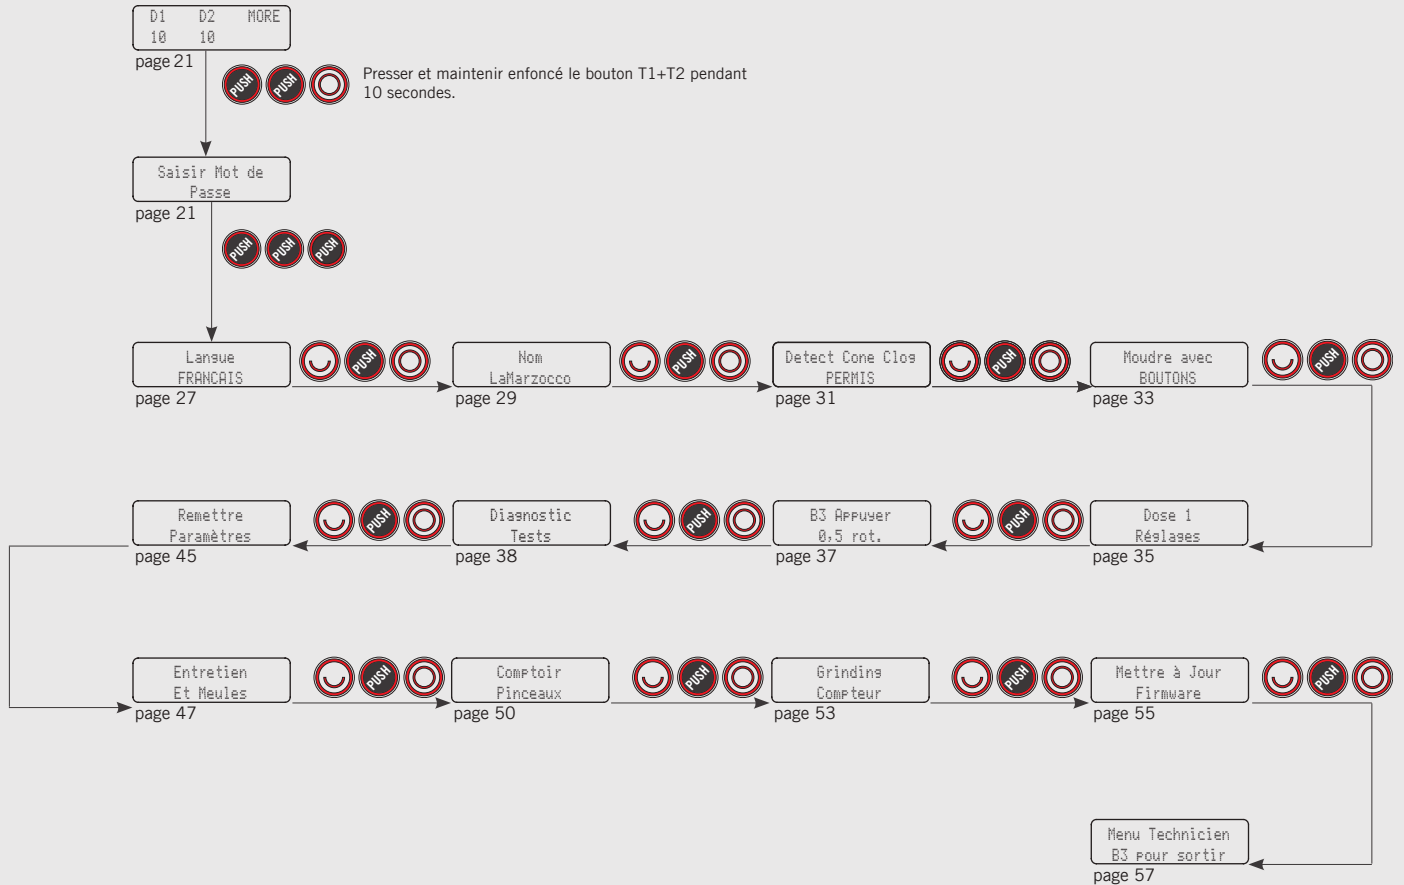 D1 D2 MORE
10 10
page 21
PUSH PUSH
Presser et maintenir enfoncé le bouton T1+T2 pendant
10 secondes.
Saisir Mot de
Passe
page 21
PUSH PUSH PUSH
Langue
FRANCAIS
page 27
PUSH
Nom
LaMarzocco
page 29
PUSH
Detect Cone Clog
PERMIS
page 31
PUSH
Moudre avec
BOUTONS
page 33
PUSH
Remettre
Paramètres
page 45
PUSH
Diagnostic
Tests
page 38
PUSH
B3 Appuyer
0,5 rot.
page 37
PUSH
Dose 1
Réglages
page 35
Entretien
Et Meules
page 47
PUSH
Comptoir
Pinceaux
page 50
PUSH
Grinding
Compteur
page 53
PUSH
Mettre à Jour
Firmware
page 55
PUSH
Menu Technicien
B3 pour sortir
page 57